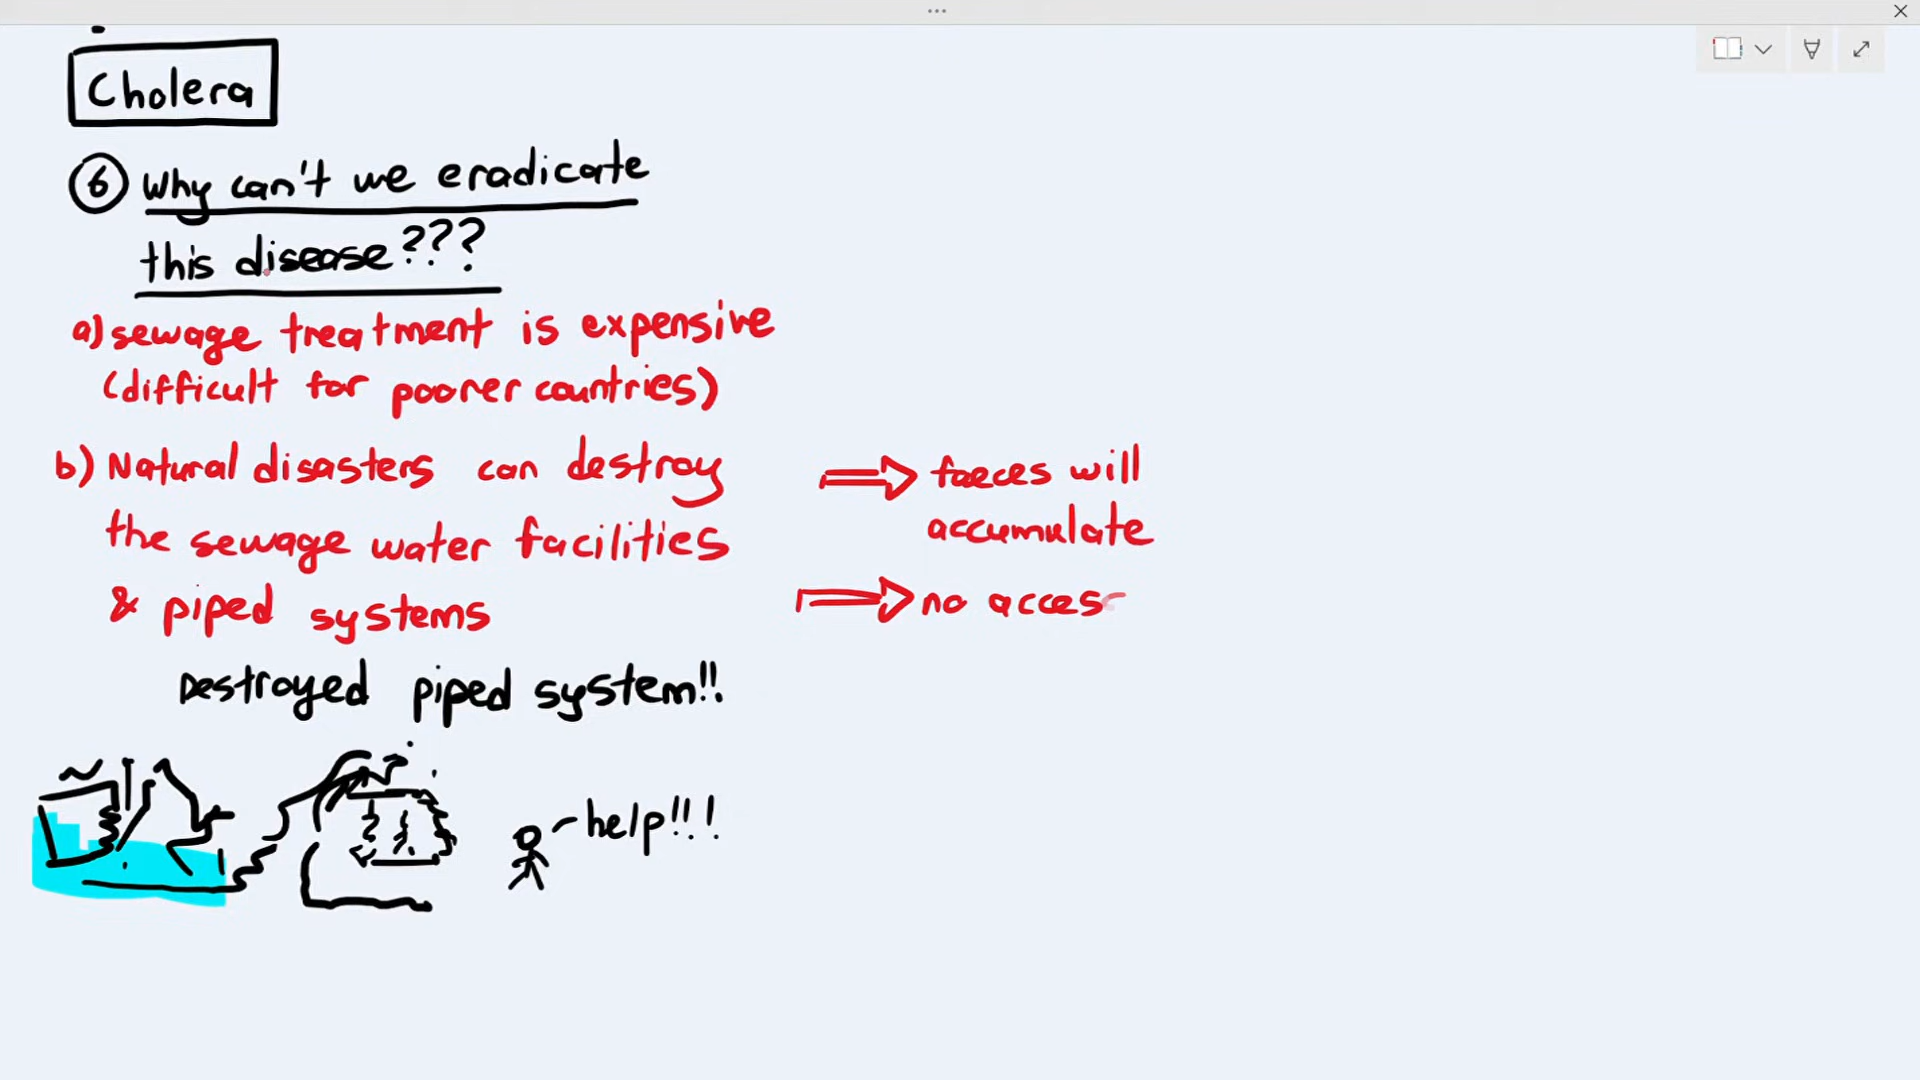 Cholera
6 Why can't we eradicate
this disease???
a) sewage treatment is expensive
(difficult for poorer countries)
b) Natural disasters can destroy
the sewage water facilities
& piped systems
⇒ faeces will
accumulate
⇒ no acces
Destroyed piped system!!
help!!!